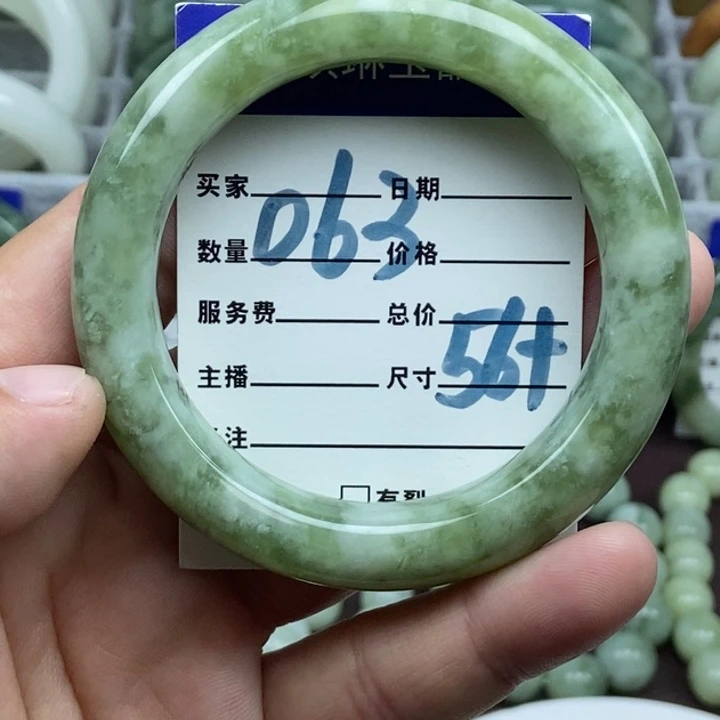 买家 日期
063
数量 价格
服务费 总价
56+
主播 尺寸
注
有裂